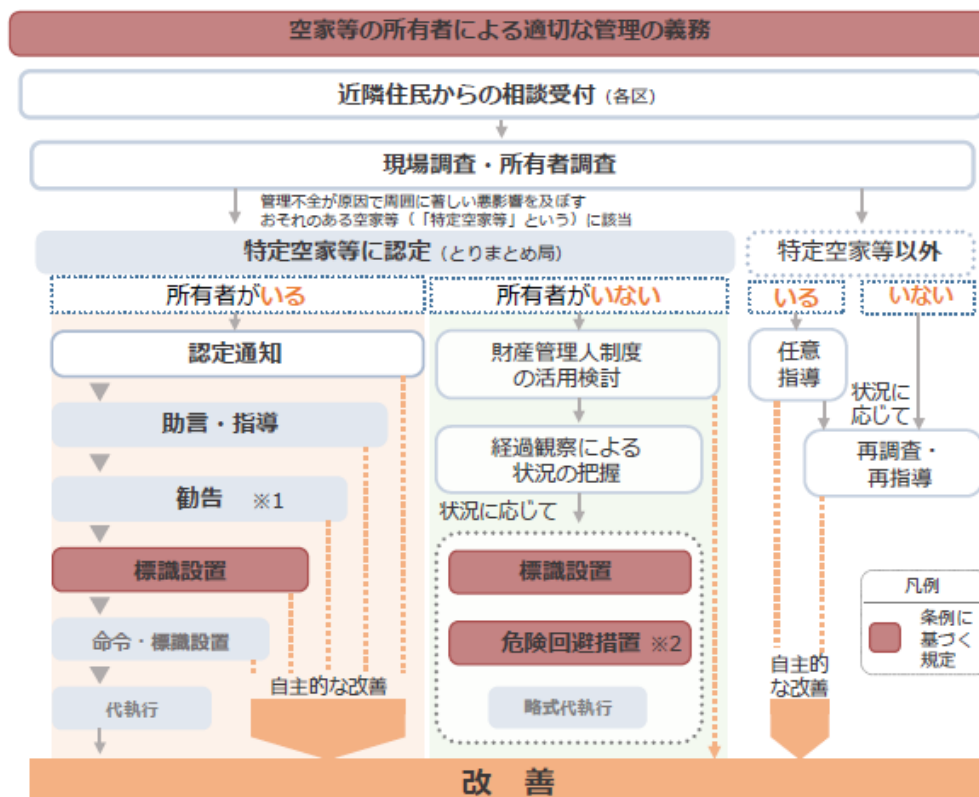 空家等の所有者による適切な管理の義務
近隣住民からの相談受付 (各区)
現場調査・所有者調査
管理不全が原因で周囲に著しい悪影響を及ぼす
おそれのある空家等（「特定空家等」という）に該当
特定空家等に認定 (とりまとめ局)
特定空家等以外
所有者がいる
所有者がいない
いる
いない
認定通知
財産管理人制度
の活用検討
任意
指導
状況に
応じて
助言・指導
経過観察による
状況の把握
再調査・
再指導
勧告 ※1
状況に応じて
標識設置
標識設置
凡例
条例に
基づく
規定
命令・標識設置
危険回避措置 ※2
自主的な改善
自主的
な改善
代執行
略式代執行
改 善